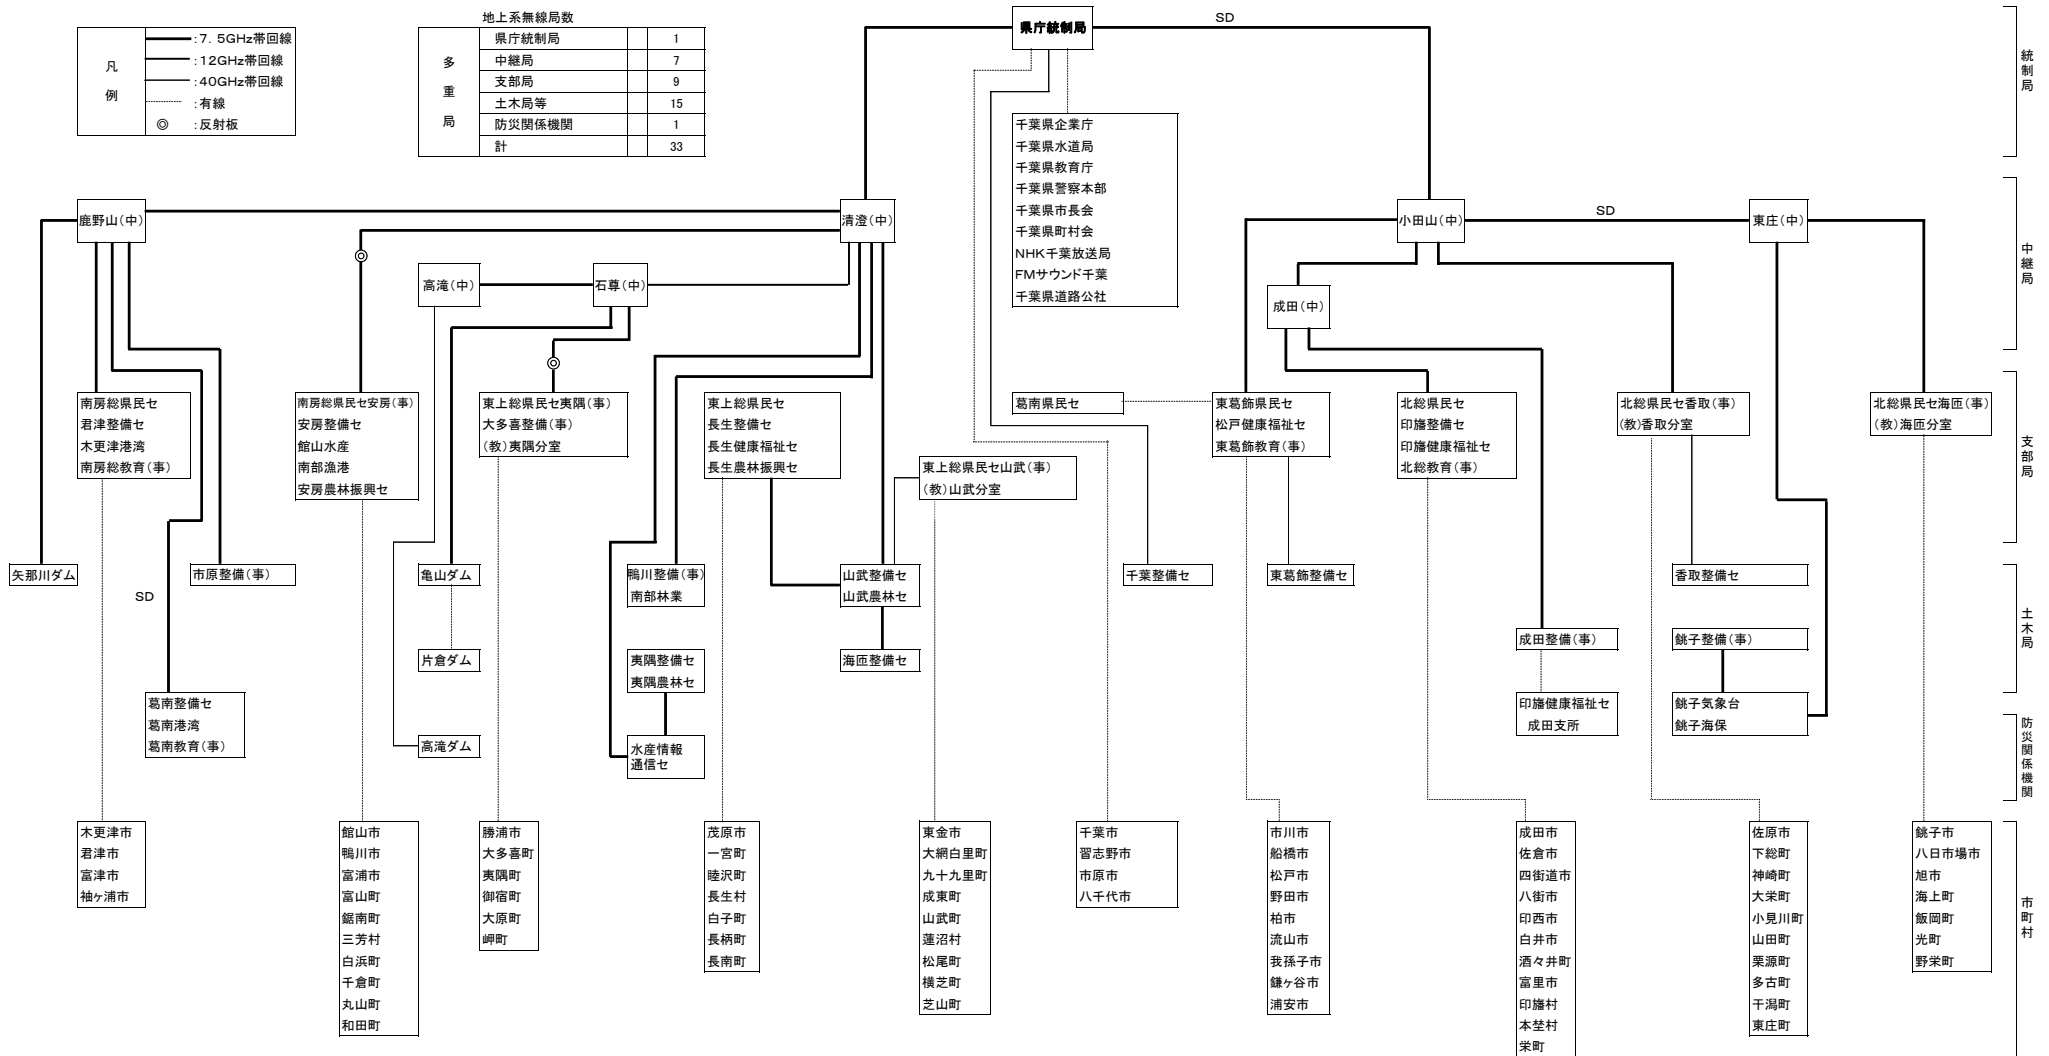 地上系無線局数
凡例
:7．5GHz帯回線
:12GHz帯回線
:40GHz帯回線
:有線
◎ :反射板
多重局
県庁統制局 1
中継局 7
支部局 9
土木局等 15
防災関係機関 1
計 33
県庁統制局
SD
統制局
千葉県企業庁
千葉県水道局
千葉県教育庁
千葉県警察本部
千葉県市長会
千葉県町村会
NHK千葉放送局
FMサウンド千葉
千葉県道路公社
鹿野山（中）
清澄（中）
小田山（中）
SD
東庄（中）
高滝（中）
石尊（中）
成田（中）
中継局
南房総県民セ
君津整備セ
木更津港湾
南房総教育（事）
南房総県民セ安房（事）
安房整備セ
館山水産
南部漁港
安房農林振興セ
東上総県民セ夷隅（事）
大多喜整備（事）
（教）夷隅分室
東上総県民セ
長生整備セ
長生健康福祉セ
長生農林振興セ
東上総県民セ山武（事）
（教）山武分室
葛南県民セ
東葛飾県民セ
松戸健康福祉セ
東葛飾教育（事）
北総県民セ
印旛整備セ
印旛健康福祉セ
北総教育（事）
北総県民セ香取（事）
（教）香取分室
北総県民セ海匝（事）
（教）海匝分室
支部局
矢那川ダム
SD
市原整備（事）
亀山ダム
鴨川整備（事）
南部林業
山武整備セ
山武農林セ
千葉整備セ
東葛飾整備セ
香取整備セ
片倉ダム
夷隅整備セ
夷隅農林セ
海匝整備セ
成田整備（事）
銚子整備（事）
土木局
葛南整備セ
葛南港湾
葛南教育（事）
高滝ダム
水産情報
通信セ
印旛健康福祉セ
成田支所
銚子気象台
銚子海保
防災関係機関
木更津市
君津市
富津市
袖ヶ浦市
館山市
鴨川市
富浦市
富山町
鋸南町
三芳村
白浜町
千倉町
丸山町
和田町
勝浦市
大多喜町
夷隅町
御宿町
大原町
岬町
茂原市
一宮町
睦沢町
長生村
白子町
長柄町
長南町
東金市
大網白里町
九十九里町
成東町
山武町
蓮沼村
松尾町
横芝町
芝山町
千葉市
習志野市
市原市
八千代市
市川市
船橋市
松戸市
野田市
柏市
流山市
我孫子市
鎌ヶ谷市
浦安市
成田市
佐倉市
四街道市
八街市
印西市
白井市
酒々井町
富里市
印旛村
本埜村
栄町
佐原市
下総町
神崎町
大栄町
小見川町
山田町
栗源町
多古町
干潟町
東庄町
銚子市
八日市場市
旭市
海上町
飯岡町
光町
野栄町
市町村